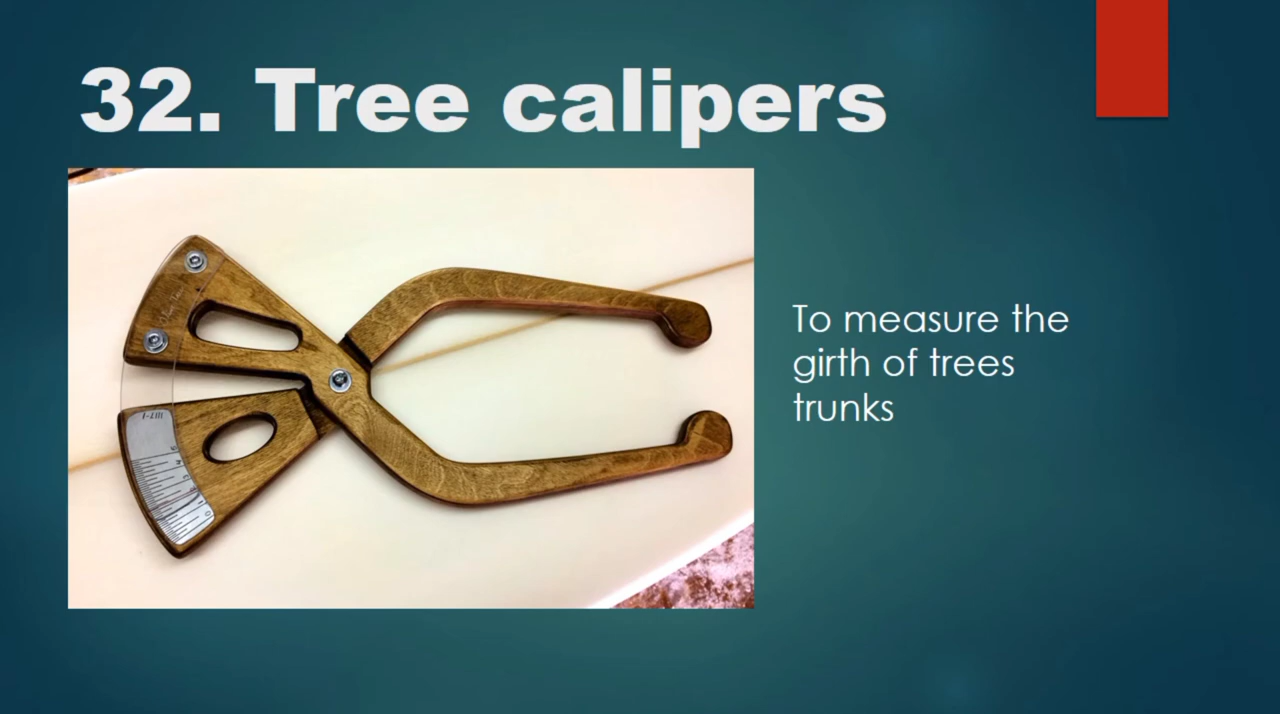 32. Tree calipers
To measure the
girth of trees
trunks